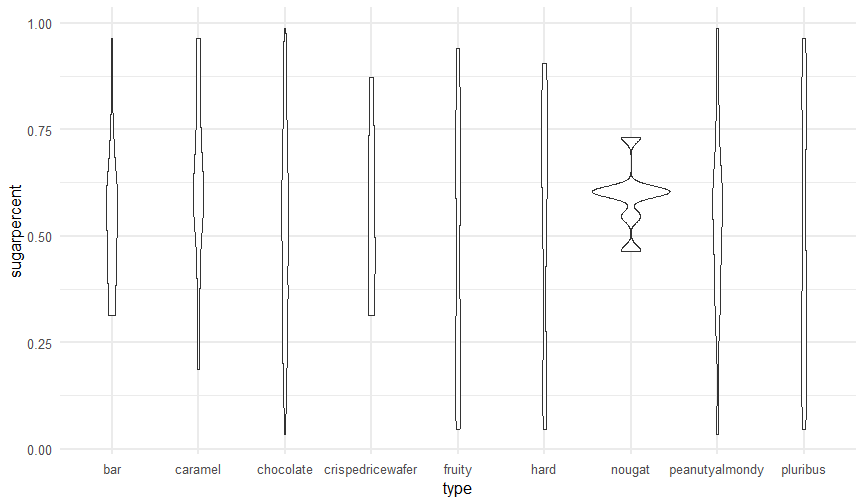 1.00
0.75
0.50
0.25
0.00
sugarpercent
bar caramel chocolate crispedricewafer fruity hard nougat peanutyalmondy pluribus
type